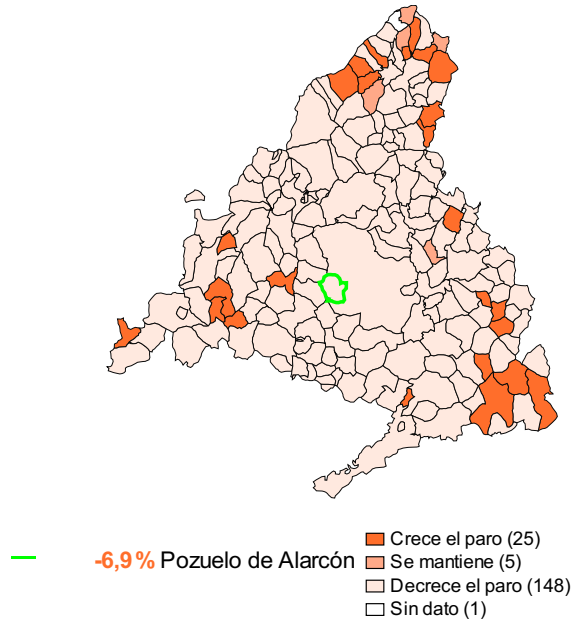 -6,9% Pozuelo de Alarcón
Crece el paro (25)
Se mantiene (5)
Decrece el paro (148)
Sin dato (1)